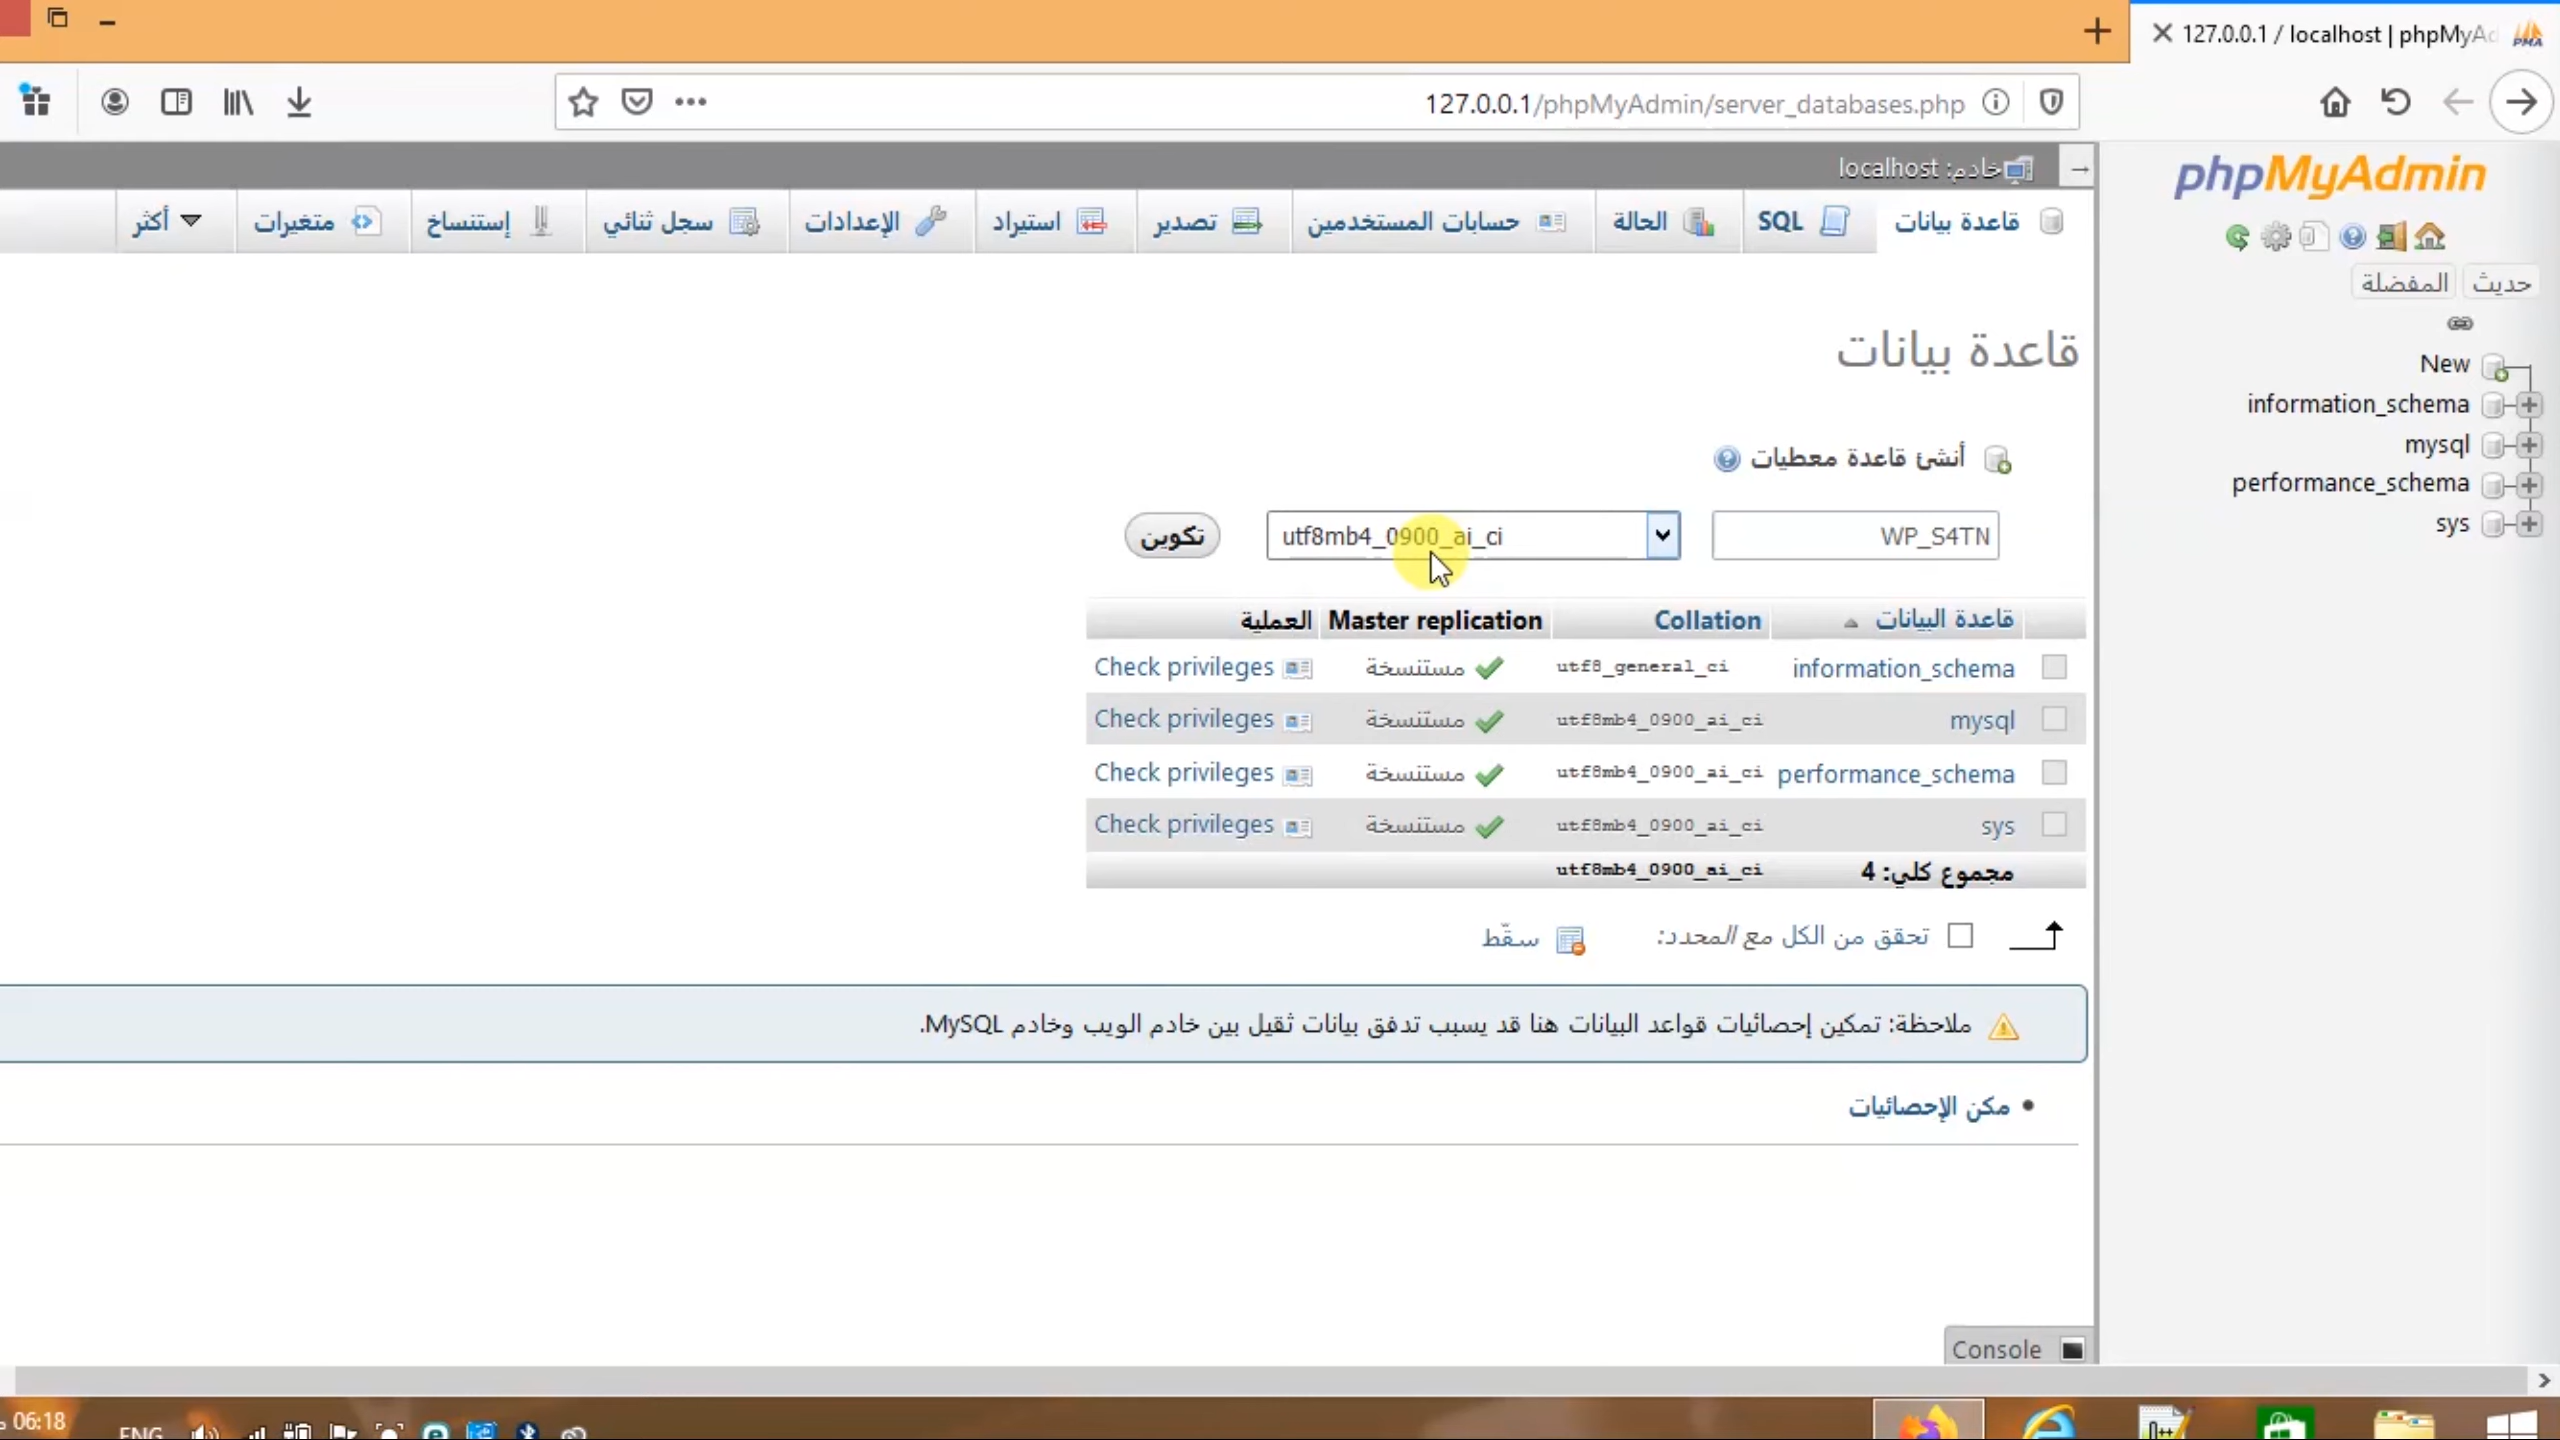 127.0.0.1 / localhost | phpMyAd
127.0.0.1/phpMyAdmin/server_databases.php
phpMyAdmin
حديث المفضلة
New
information_schema
mysql
performance_schema
sys
خادم: localhost
قاعدة بيانات SQL الحالة حسابات المستخدمين تصدير استيراد الإعدادات سجل ثنائي إستنساخ متغيرات أكثر
قاعدة بيانات
أنشئ قاعدة معطيات
WP_S4TN utf8mb4_0900_ai_ci تكوين
قاعدة البيانات Collation Master replication العملية
information_schema utf8_general_ci مستنسخة Check privileges
mysql utf8mb4_0900_ai_ci مستنسخة Check privileges
performance_schema utf8mb4_0900_ai_ci مستنسخة Check privileges
sys utf8mb4_0900_ai_ci مستنسخة Check privileges
مجموع كلي: 4 utf8mb4_0900_ai_ci
تحقق من الكل مع المحدد: سقّط
ملاحظة: تمكين إحصائيات قواعد البيانات هنا قد يسبب تدفق بيانات ثقيل بين خادم الويب وخادم MySQL.
مكن الإحصائيات
Console
ENG 06:18